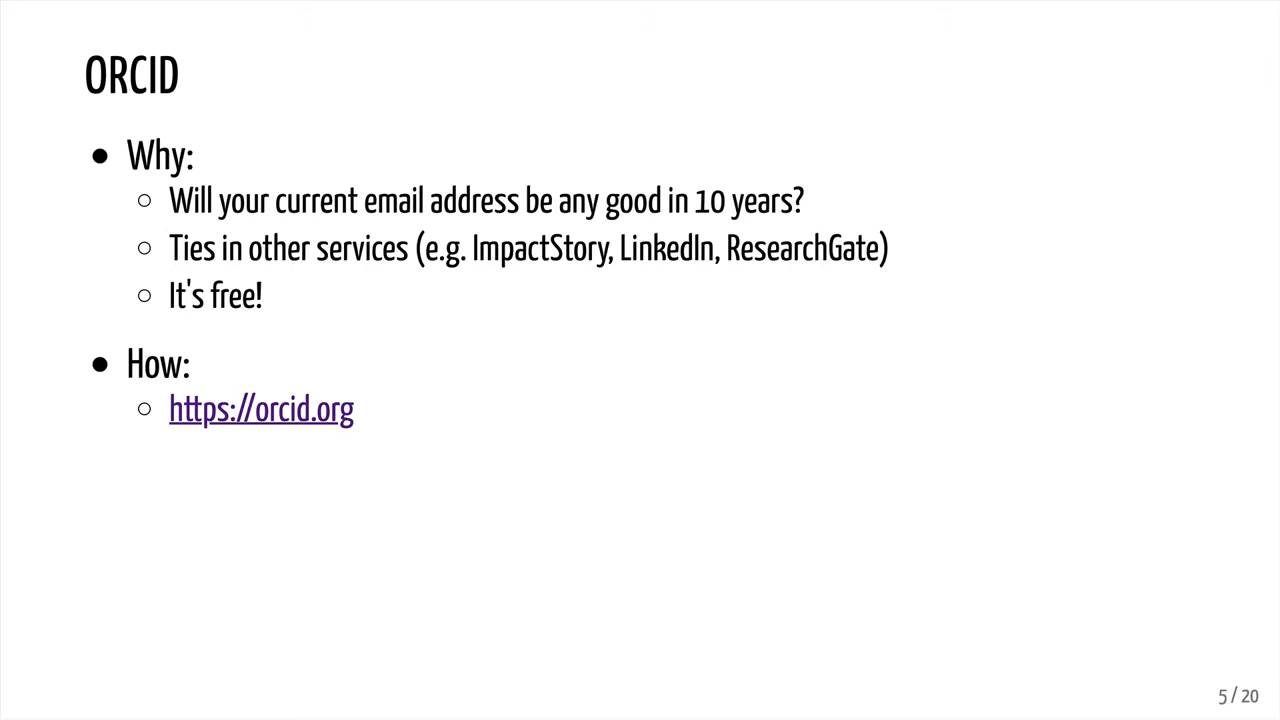 ORCID
• Why:
○ Will your current email address be any good in 10 years?
○ Ties in other services (e.g. ImpactStory, LinkedIn, ResearchGate)
○ It's free!
• How:
○ https://orcid.org
5 / 20